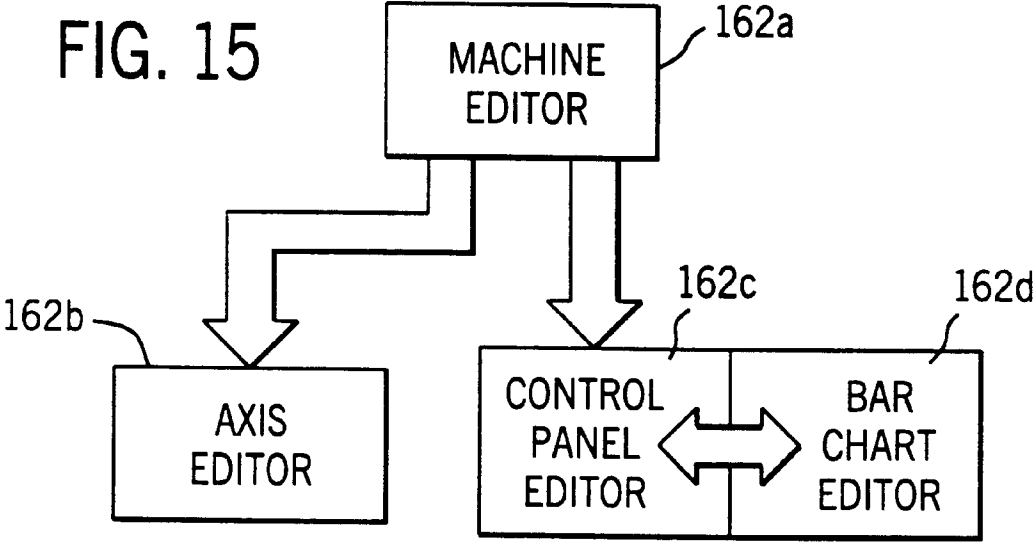 FIG. 15
162a
MACHINE
EDITOR
162b
AXIS
EDITOR
162c
CONTROL
PANEL
EDITOR
162d
BAR
CHART
EDITOR